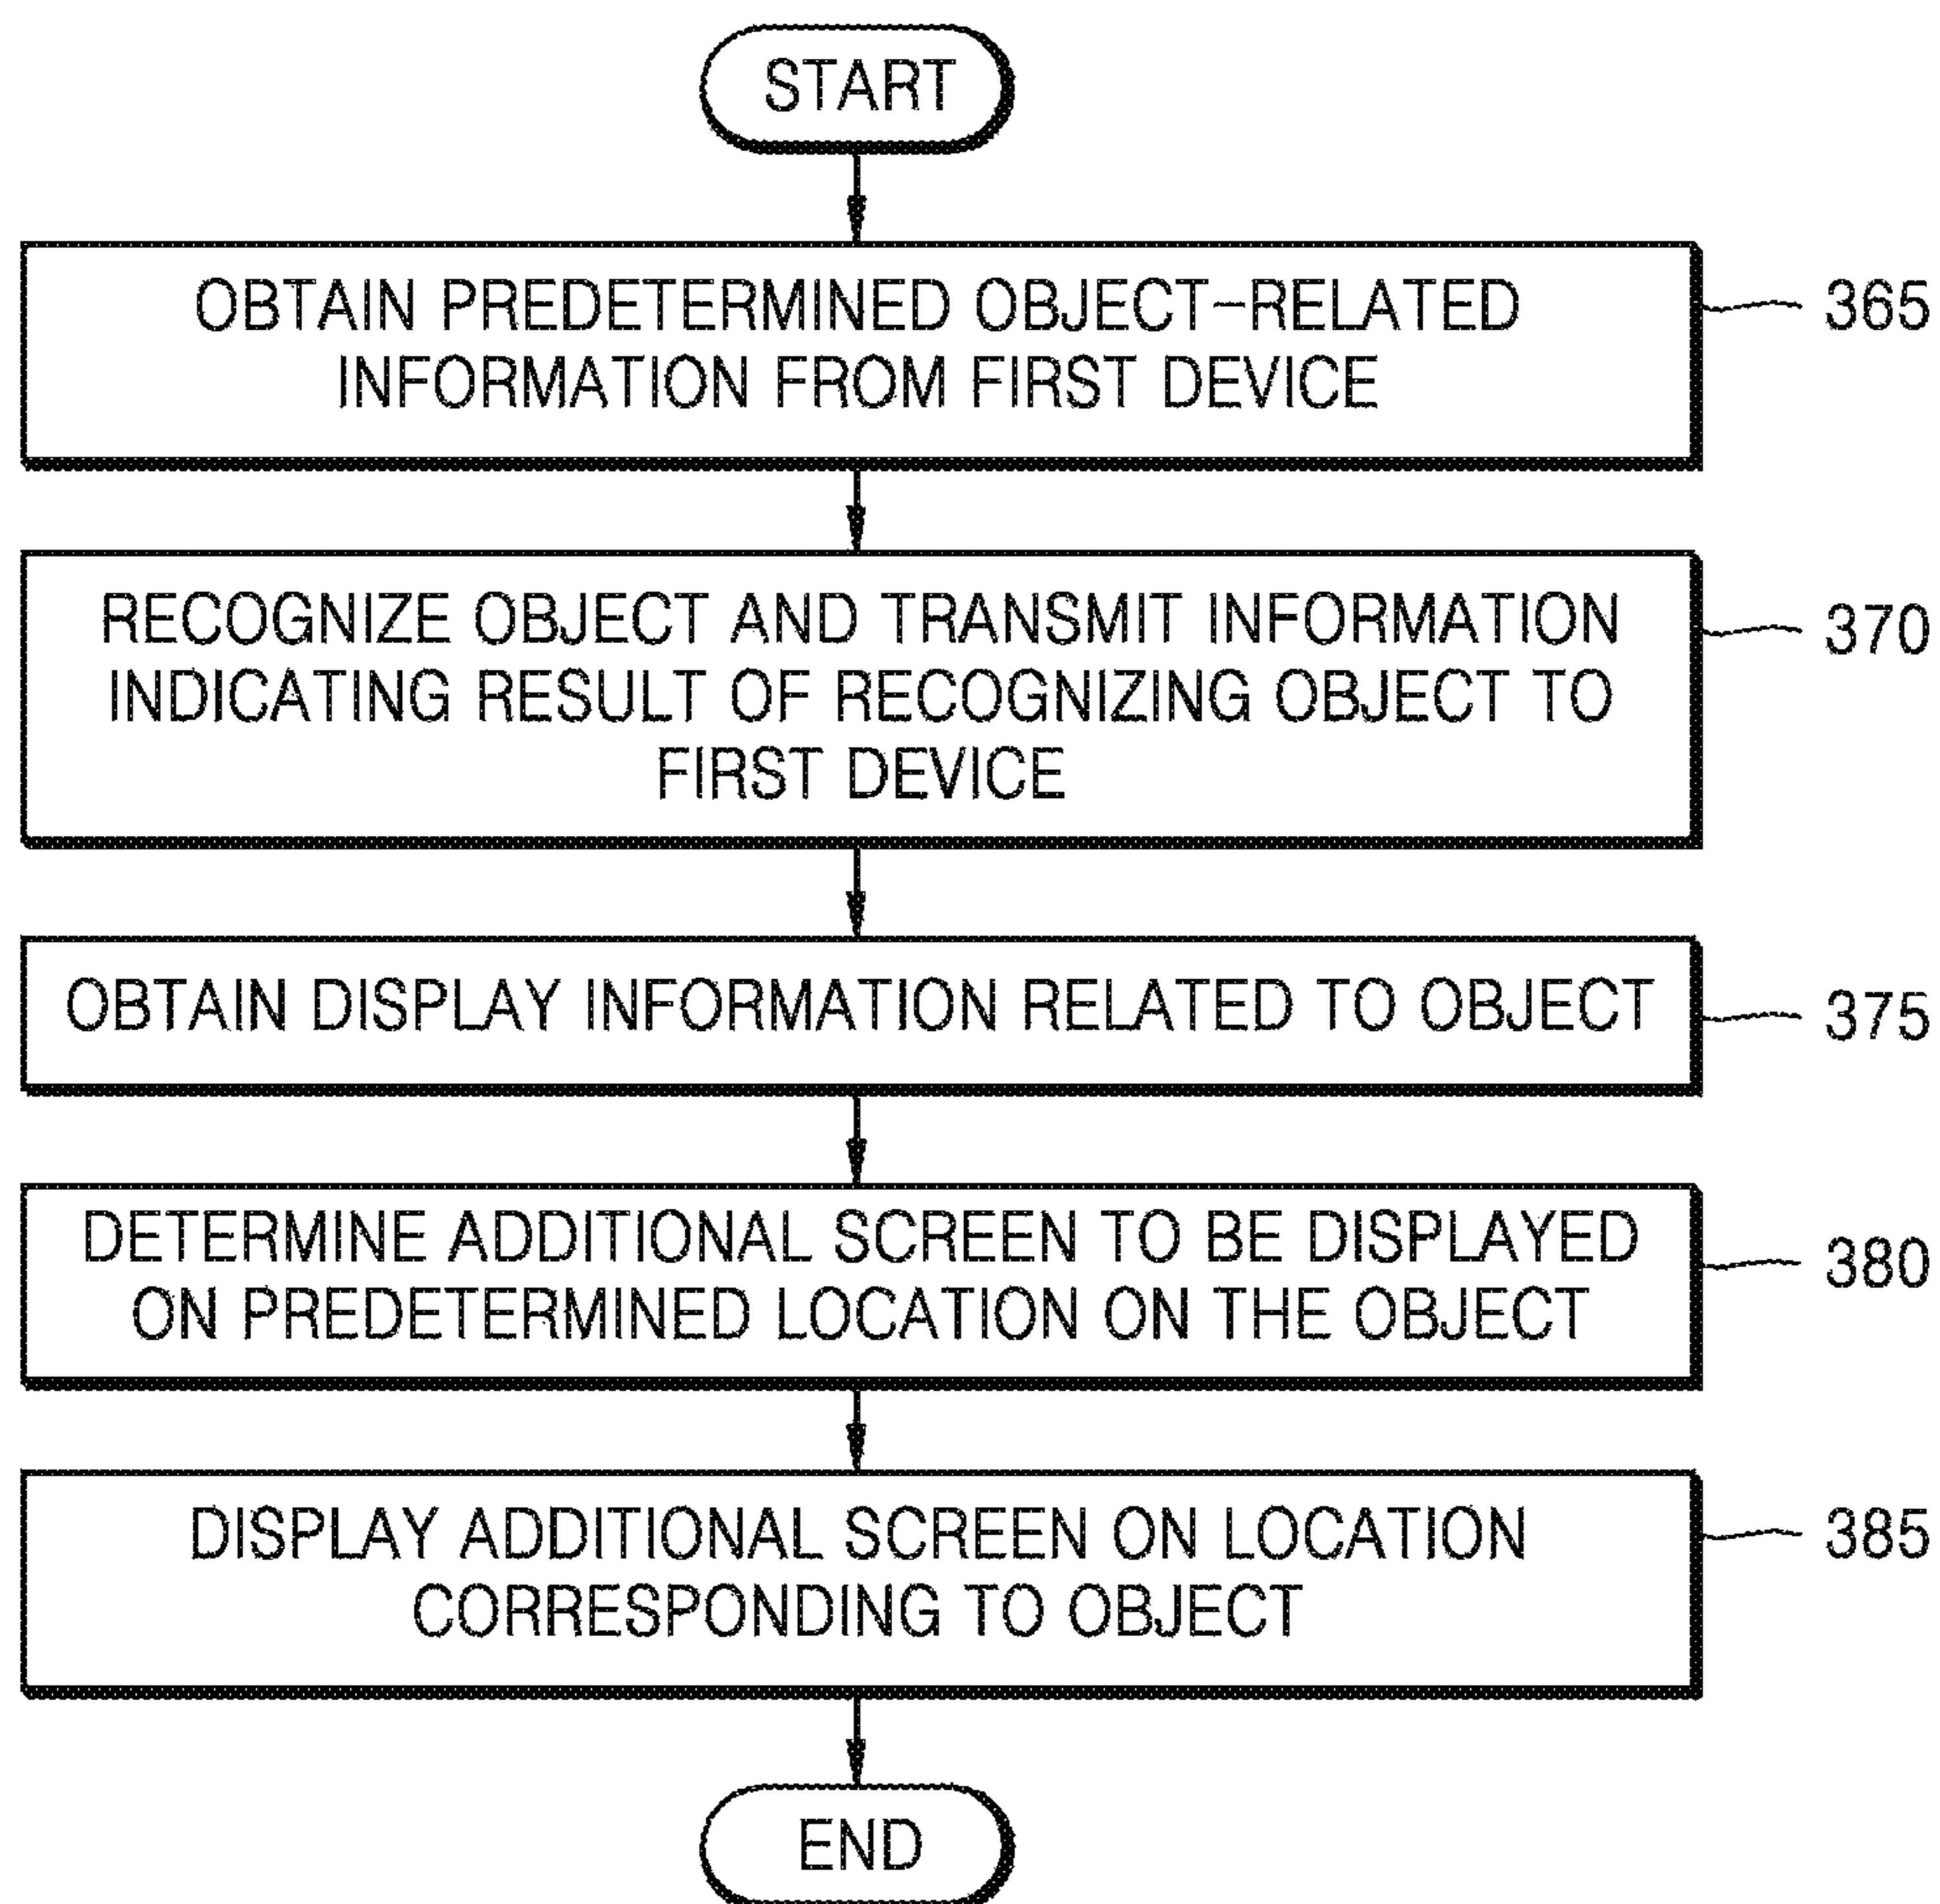 START
OBTAIN PREDETERMINED OBJECT-RELATED
INFORMATION FROM FIRST DEVICE
365
RECOGNIZE OBJECT AND TRANSMIT INFORMATION
INDICATING RESULT OF RECOGNIZING OBJECT TO
FIRST DEVICE
370
OBTAIN DISPLAY INFORMATION RELATED TO OBJECT
375
DETERMINE ADDITIONAL SCREEN TO BE DISPLAYED
ON PREDETERMINED LOCATION ON THE OBJECT
380
DISPLAY ADDITIONAL SCREEN ON LOCATION
CORRESPONDING TO OBJECT
385
END